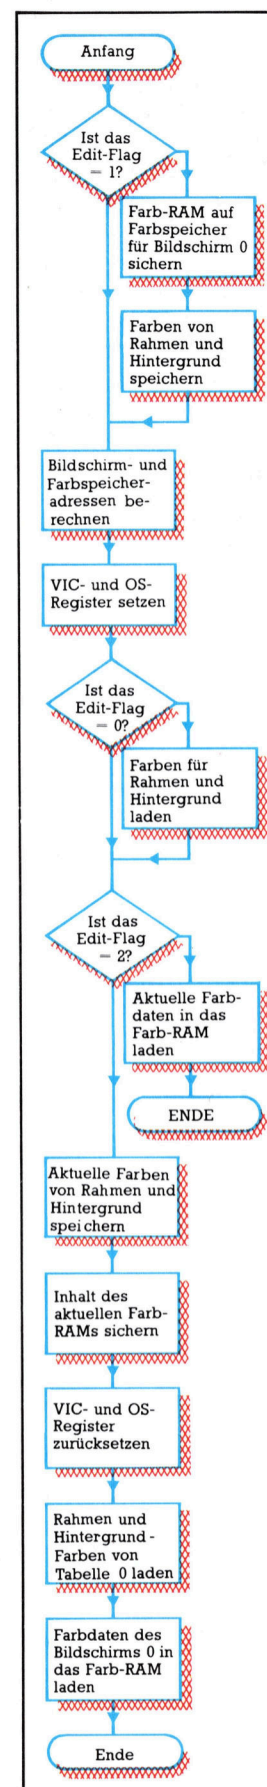 Anfang
Ist das
Edit-Flag
= 1?
Farb-RAM auf
Farbspeicher
für Bildschirm 0
sichern
Farben von
Rahmen und
Hintergrund
speichern
Bildschirm- und
Farbspeicher-
adressen be-
rechnen
VIC- und OS-
Register setzen
Ist das
Edit-Flag
= 0?
Farben für
Rahmen und
Hintergrund
laden
Ist das
Edit-Flag
= 2?
Aktuelle Farb-
daten in das
Farb-RAM
laden
ENDE
Aktuelle Farben
von Rahmen und
Hintergrund
speichern
Inhalt des
aktuellen Farb-
RAMs sichern
VIC- und OS-
Register
zurücksetzen
Rahmen und
Hintergrund-
Farben von
Tabelle 0 laden
Farbdaten des
Bildschirms 0 in
das Farb-RAM
laden
Ende